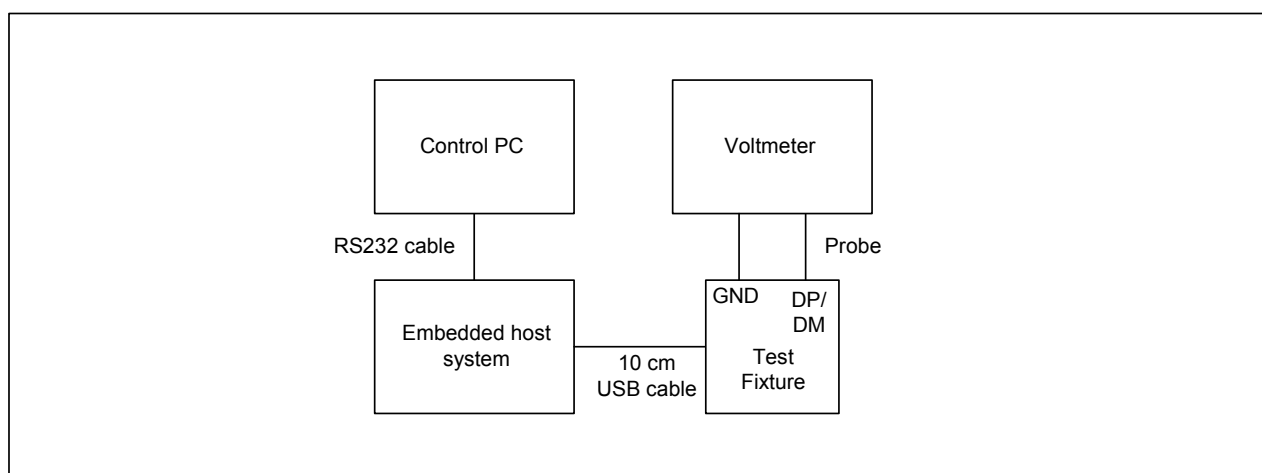 Control PC
Voltmeter
RS232 cable
Probe
GND
DP/
DM
Embedded host
system
10 cm
USB cable
Test
Fixture